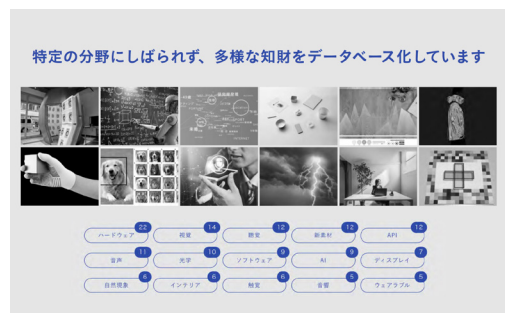 特定の分野にしばられず、多様な知財をデータベース化しています
ハードウェア 22
視覚 14
聴覚 12
新素材 12
API 12
音声 11
光学 10
ソフトウェア 9
AI 9
ディスプレイ 7
自然現象 6
インテリア 6
触覚 6
音響 5
ウェアラブル 5